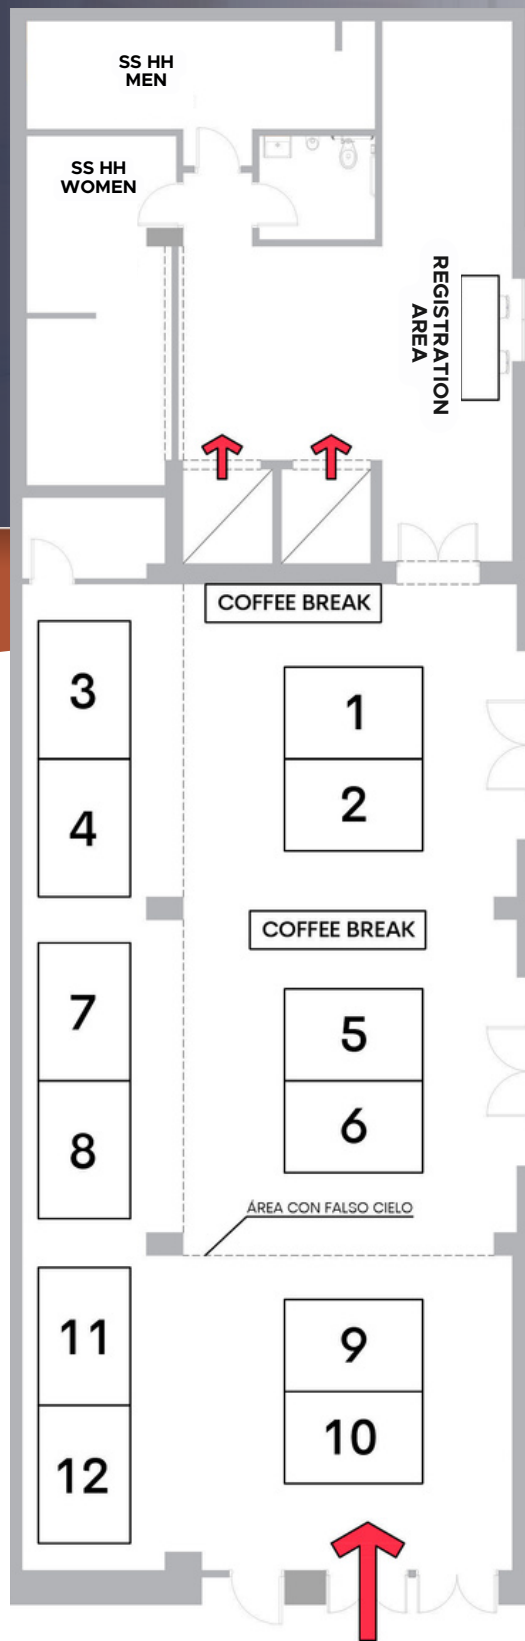 SS HH
MEN
SS HH
WOMEN
REGISTRATION
AREA
COFFEE BREAK
3
1
4
2
COFFEE BREAK
7
5
8
6
ÁREA CON FALSO CIELO
11
9
12
10